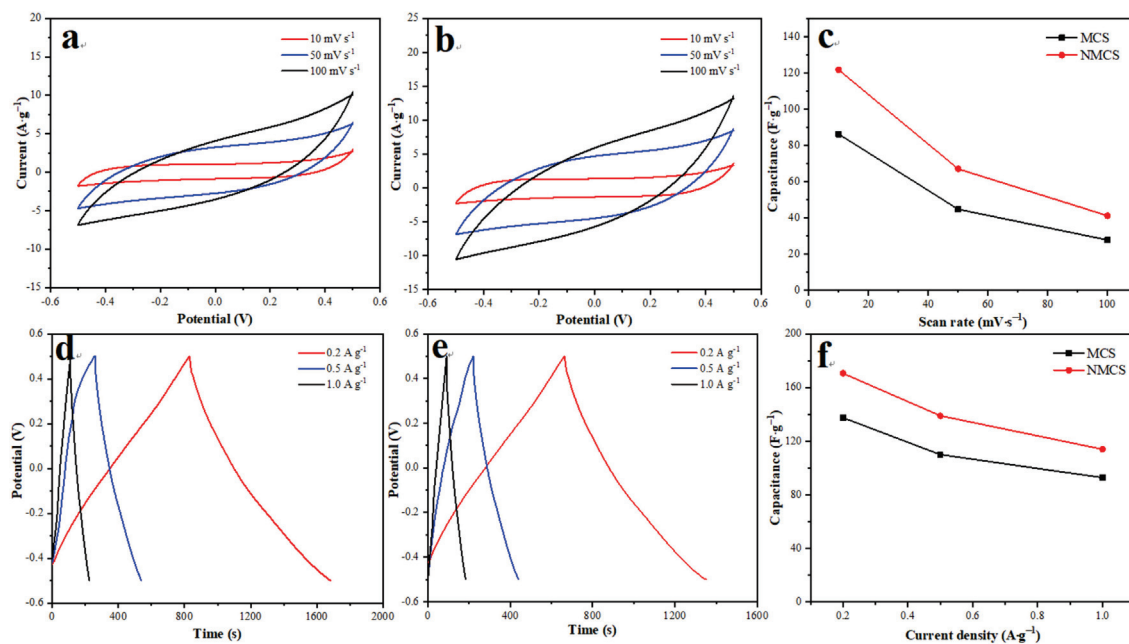 a
10 mV s⁻¹
50 mV s⁻¹
100 mV s⁻¹
Current (A·g⁻¹)
20
15
10
5
0
-5
-10
-15
-0.6
-0.4
-0.2
0.0
0.2
0.4
0.6
Potential (V)
b
10 mV s⁻¹
50 mV s⁻¹
100 mV s⁻¹
Current (A·g⁻¹)
25
20
15
10
5
0
-5
-10
-15
-0.6
-0.4
-0.2
0.0
0.2
0.4
0.6
Potential (V)
c
MCS
NMCS
Capacitance (F·g⁻¹)
140
120
100
80
60
40
20
0
0
20
40
60
80
100
Scan rate (mV·s⁻¹)
d
0.2 A g⁻¹
0.5 A g⁻¹
1.0 A g⁻¹
Potential (V)
0.6
0.4
0.2
0.0
-0.2
-0.4
-0.6
0
400
800
1200
1600
2000
Time (s)
e
0.2 A g⁻¹
0.5 A g⁻¹
1.0 A g⁻¹
Potential (V)
0.6
0.4
0.2
0.0
-0.2
-0.4
-0.6
0
200
400
600
800
1000
1200
1400
1600
Time (s)
f
MCS
NMCS
Capacitance (F·g⁻¹)
200
160
120
80
40
0
0.2
0.4
0.6
0.8
1.0
Current density (A·g⁻¹)